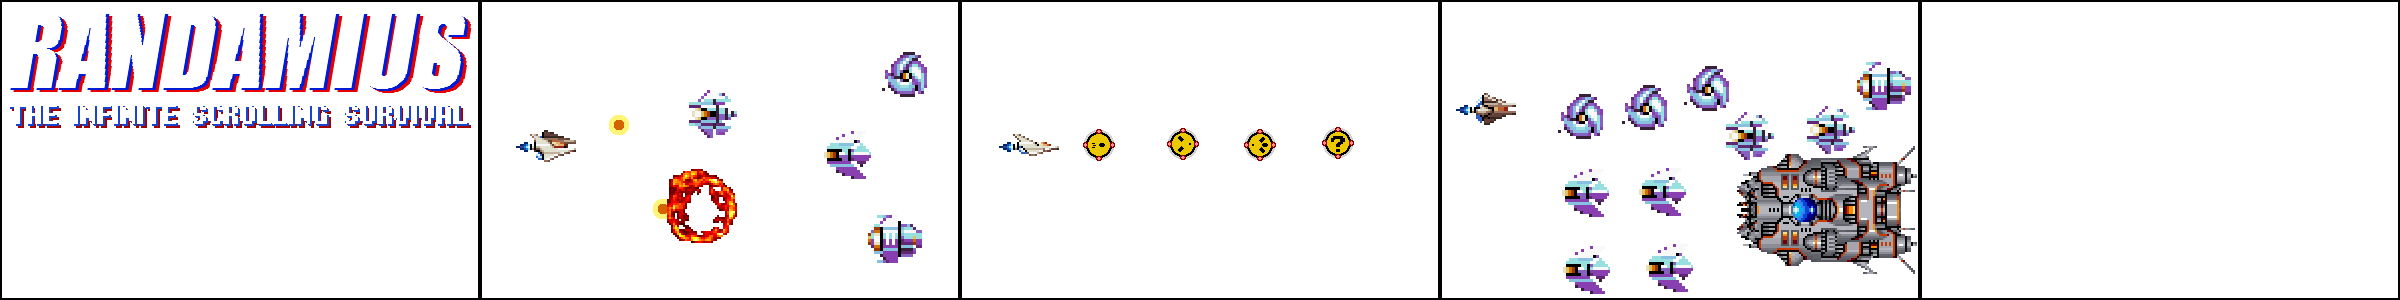 RANDAMIUS
THE INFINITE SCROLLING SURVIVAL
?